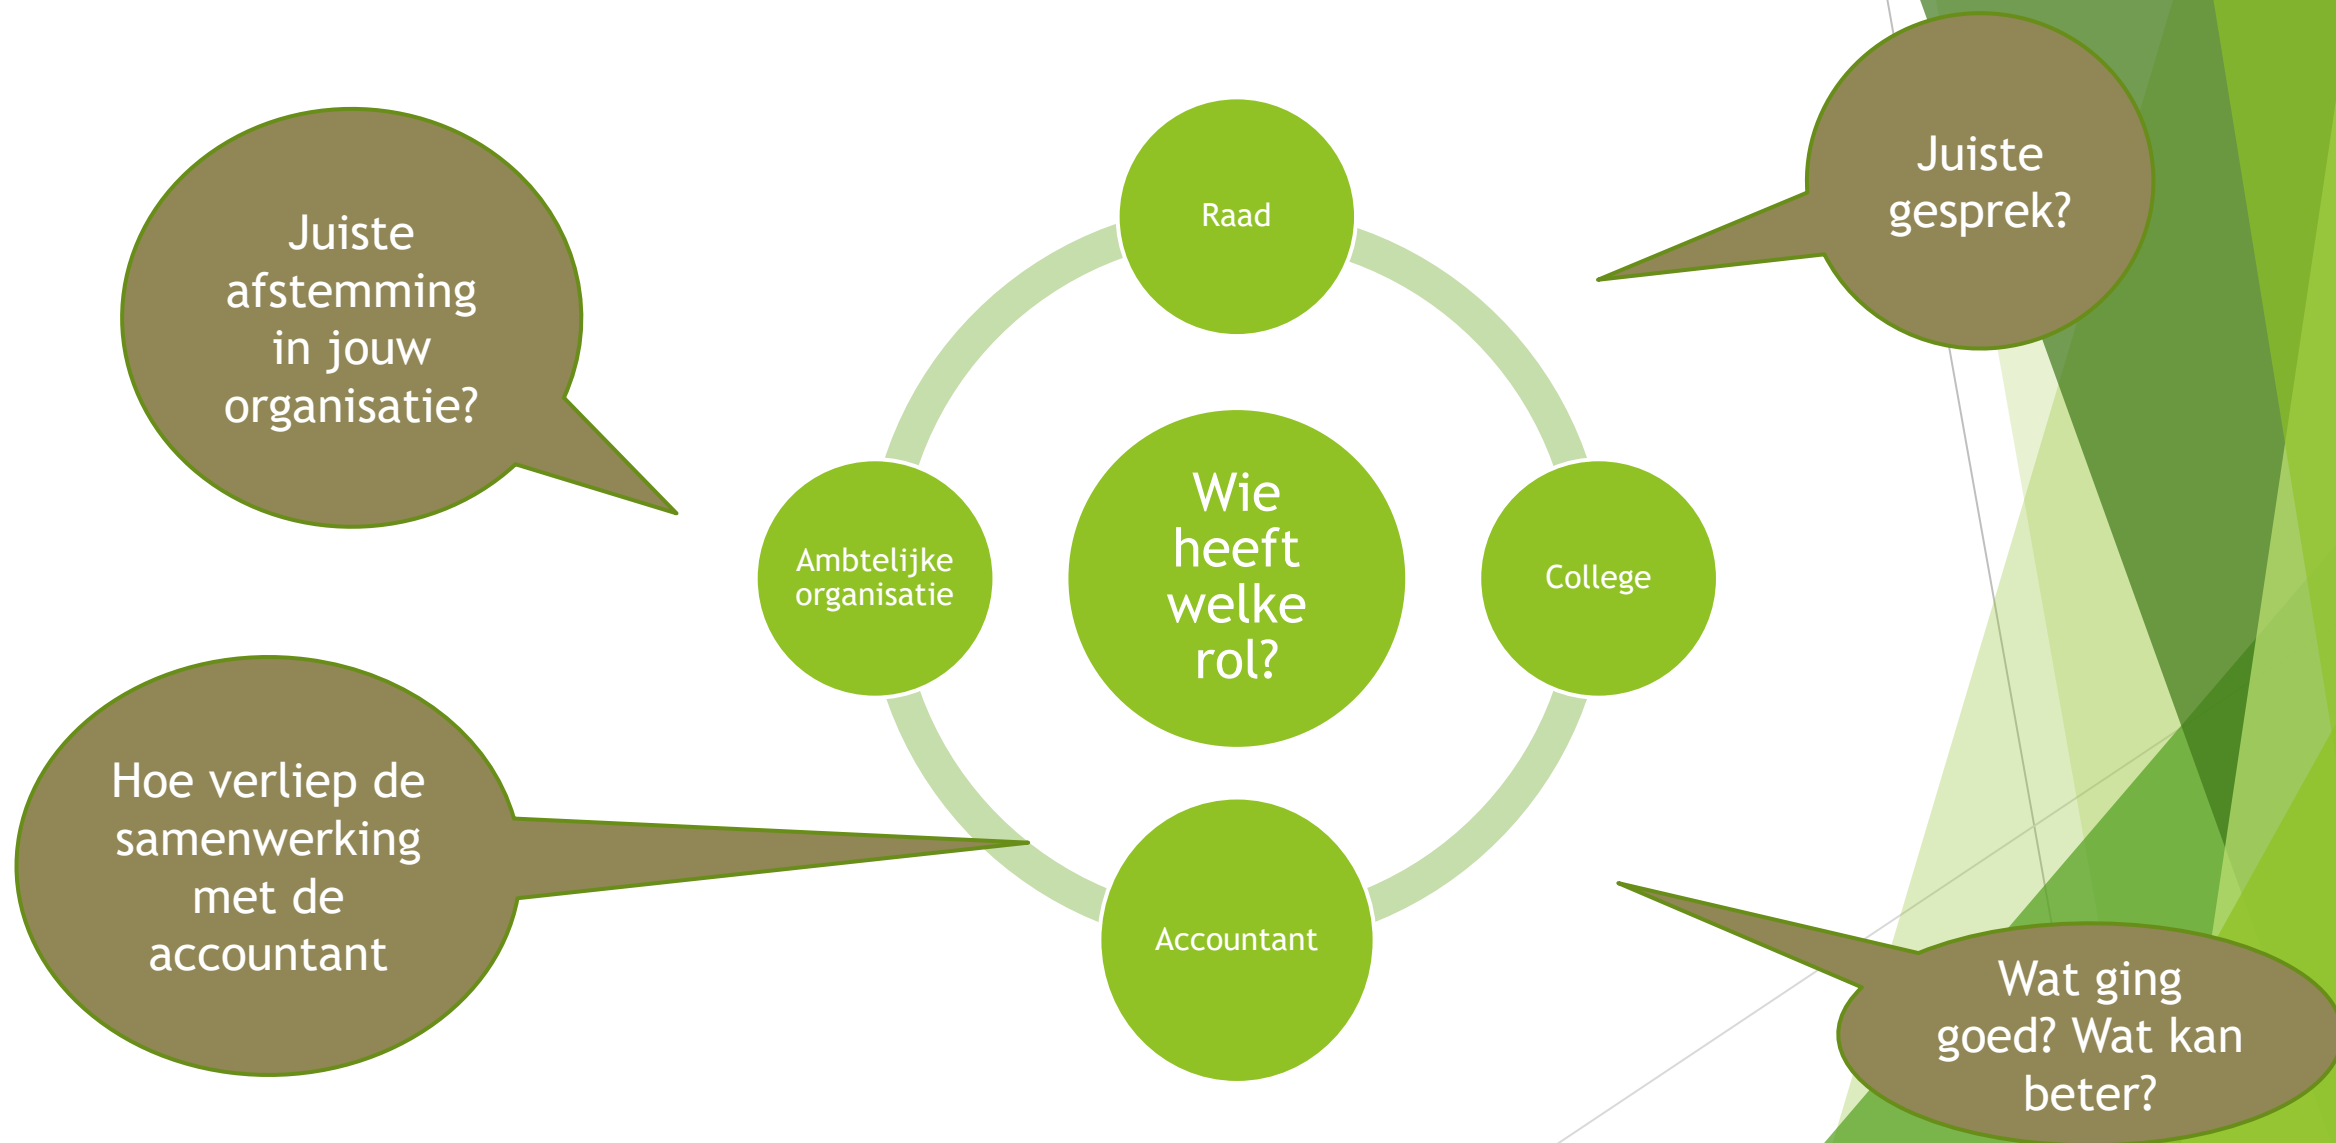 Juiste
afstemming
in jouw
organisatie?
Raad
Juiste
gesprek?
Wie
heeft
welke
rol?
Ambtelijke
organisatie
College
Hoe verliep de
samenwerking
met de
accountant
Accountant
Wat ging
goed? Wat kan
beter?